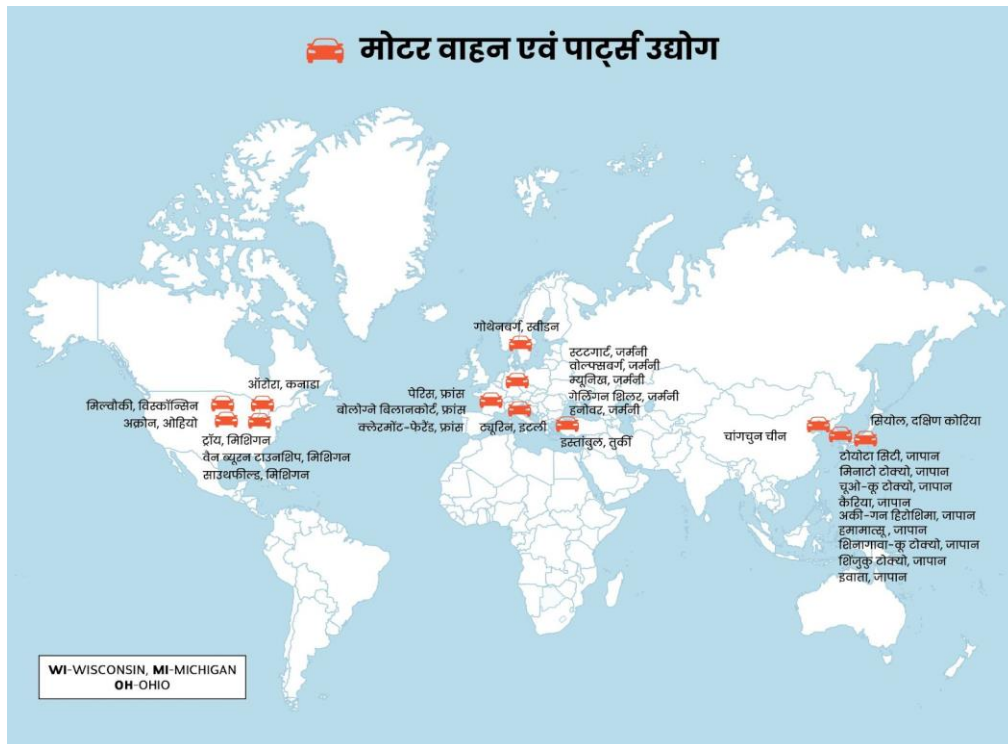 मोटर वाहन एवं पार्ट्स उद्योग
गोथेनबर्ग, स्वीडन
स्टटगार्ट, जर्मनी
वोल्फ्सबर्ग, जर्मनी
म्यूनिख, जर्मनी
गेर्लिंगन शिलर, जर्मनी
हनोवर, जर्मनी
ऑरोरा, कनाडा
मिल्वौकी, विस्कॉन्सिन
अक्रोन, ओहियो
ट्रॉय, मिशिगन
वैन ब्यूरन टाउनशिप, मिशिगन
साउथफील्ड, मिशिगन
पेरिस, फ्रांस
बोलोग्ने बिलानकोर्ट, फ्रांस
क्लेरमोंट-फेरैंड, फ्रांस
ट्यूरिन, इटली
इस्तांबुल, तुर्की
चांगचुन चीन
सियोल, दक्षिण कोरिया
टोयोटा सिटी, जापान
मिनाटो टोक्यो, जापान
चूओ-कू टोक्यो, जापान
कैरिया, जापान
अकी-गन हिरोशिमा, जापान
हमामात्सू , जापान
शिनागावा-कू टोक्यो, जापान
शिंजुकु टोक्यो, जापान
इवाता, जापान
WI-WISCONSIN, MI-MICHIGAN
OH-OHIO